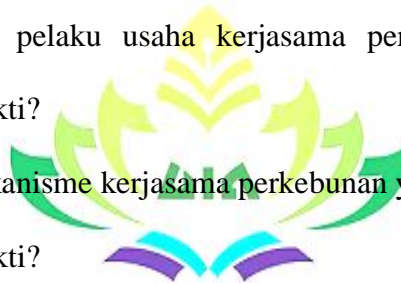 pelaku usaha kerjasama per
kti?
kanisme kerjasama perkebunan y
kti?